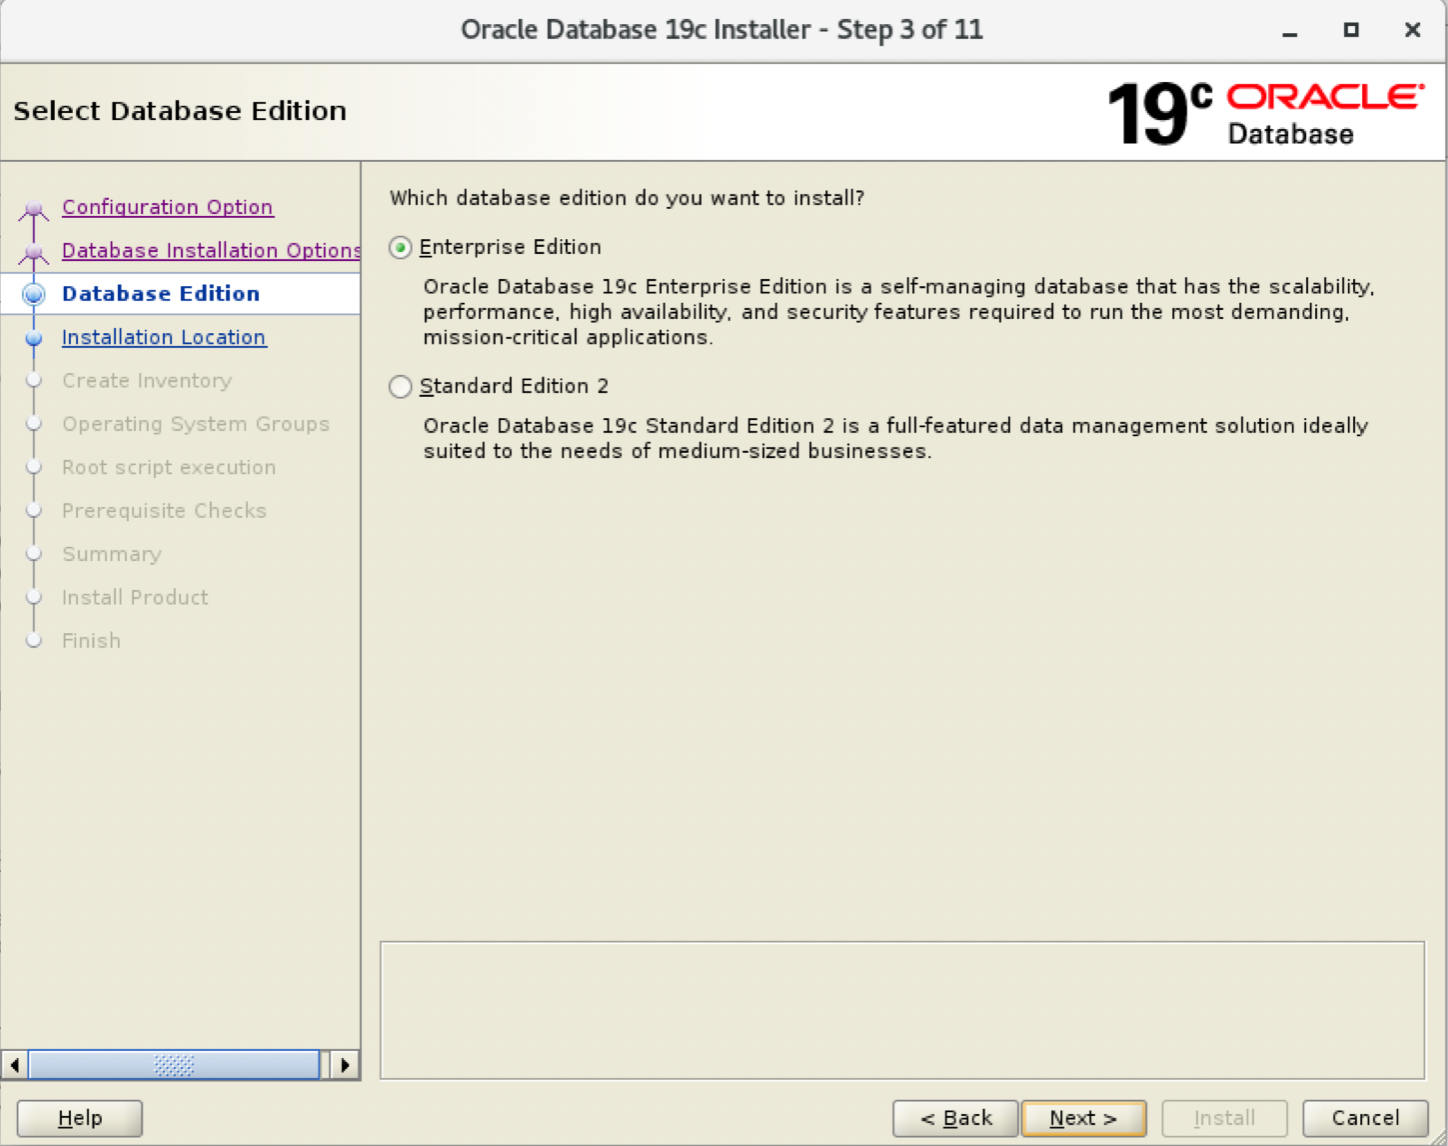 Oracle Database 19c Installer - Step 3 of 11
Select Database Edition
19c ORACLE
Database
Configuration Option
Database Installation Options
Database Edition
Installation Location
Create Inventory
Operating System Groups
Root script execution
Prerequisite Checks
Summary
Install Product
Finish
Which database edition do you want to install?
Enterprise Edition
Oracle Database 19c Enterprise Edition is a self-managing database that has the scalability,
performance, high availability, and security features required to run the most demanding,
mission-critical applications.
Standard Edition 2
Oracle Database 19c Standard Edition 2 is a full-featured data management solution ideally
suited to the needs of medium-sized businesses.
Help
< Back
Next >
Install
Cancel